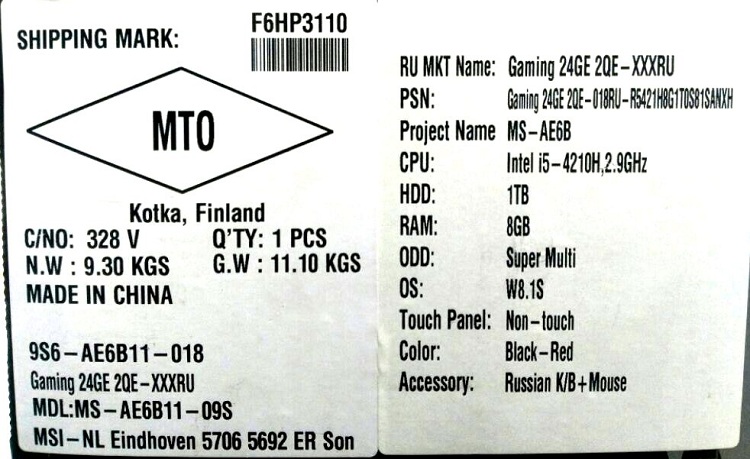 F6HP3110
SHIPPING MARK:
MTO
Kotka, Finland
C/NO: 328 V Q'TY: 1 PCS
N.W : 9.30 KGS G.W : 11.10 KGS
MADE IN CHINA
9S6-AE6B11-018
Gaming 24GE 2QE-XXXRU
MDL:MS-AE6B11-09S
MSI-NL Eindhoven 5706 5692 ER Son
RU MKT Name: Gaming 24GE 2QE-XXXRU
PSN: Gaming 24GE 2QE-018RU-R5421H8G1T0S81SANXH
Project Name MS-AE6B
CPU: Intel i5-4210H,2.9GHz
HDD: 1TB
RAM: 8GB
ODD: Super Multi
OS: W8.1S
Touch Panel: Non-touch
Color: Black-Red
Accessory: Russian K/B+Mouse